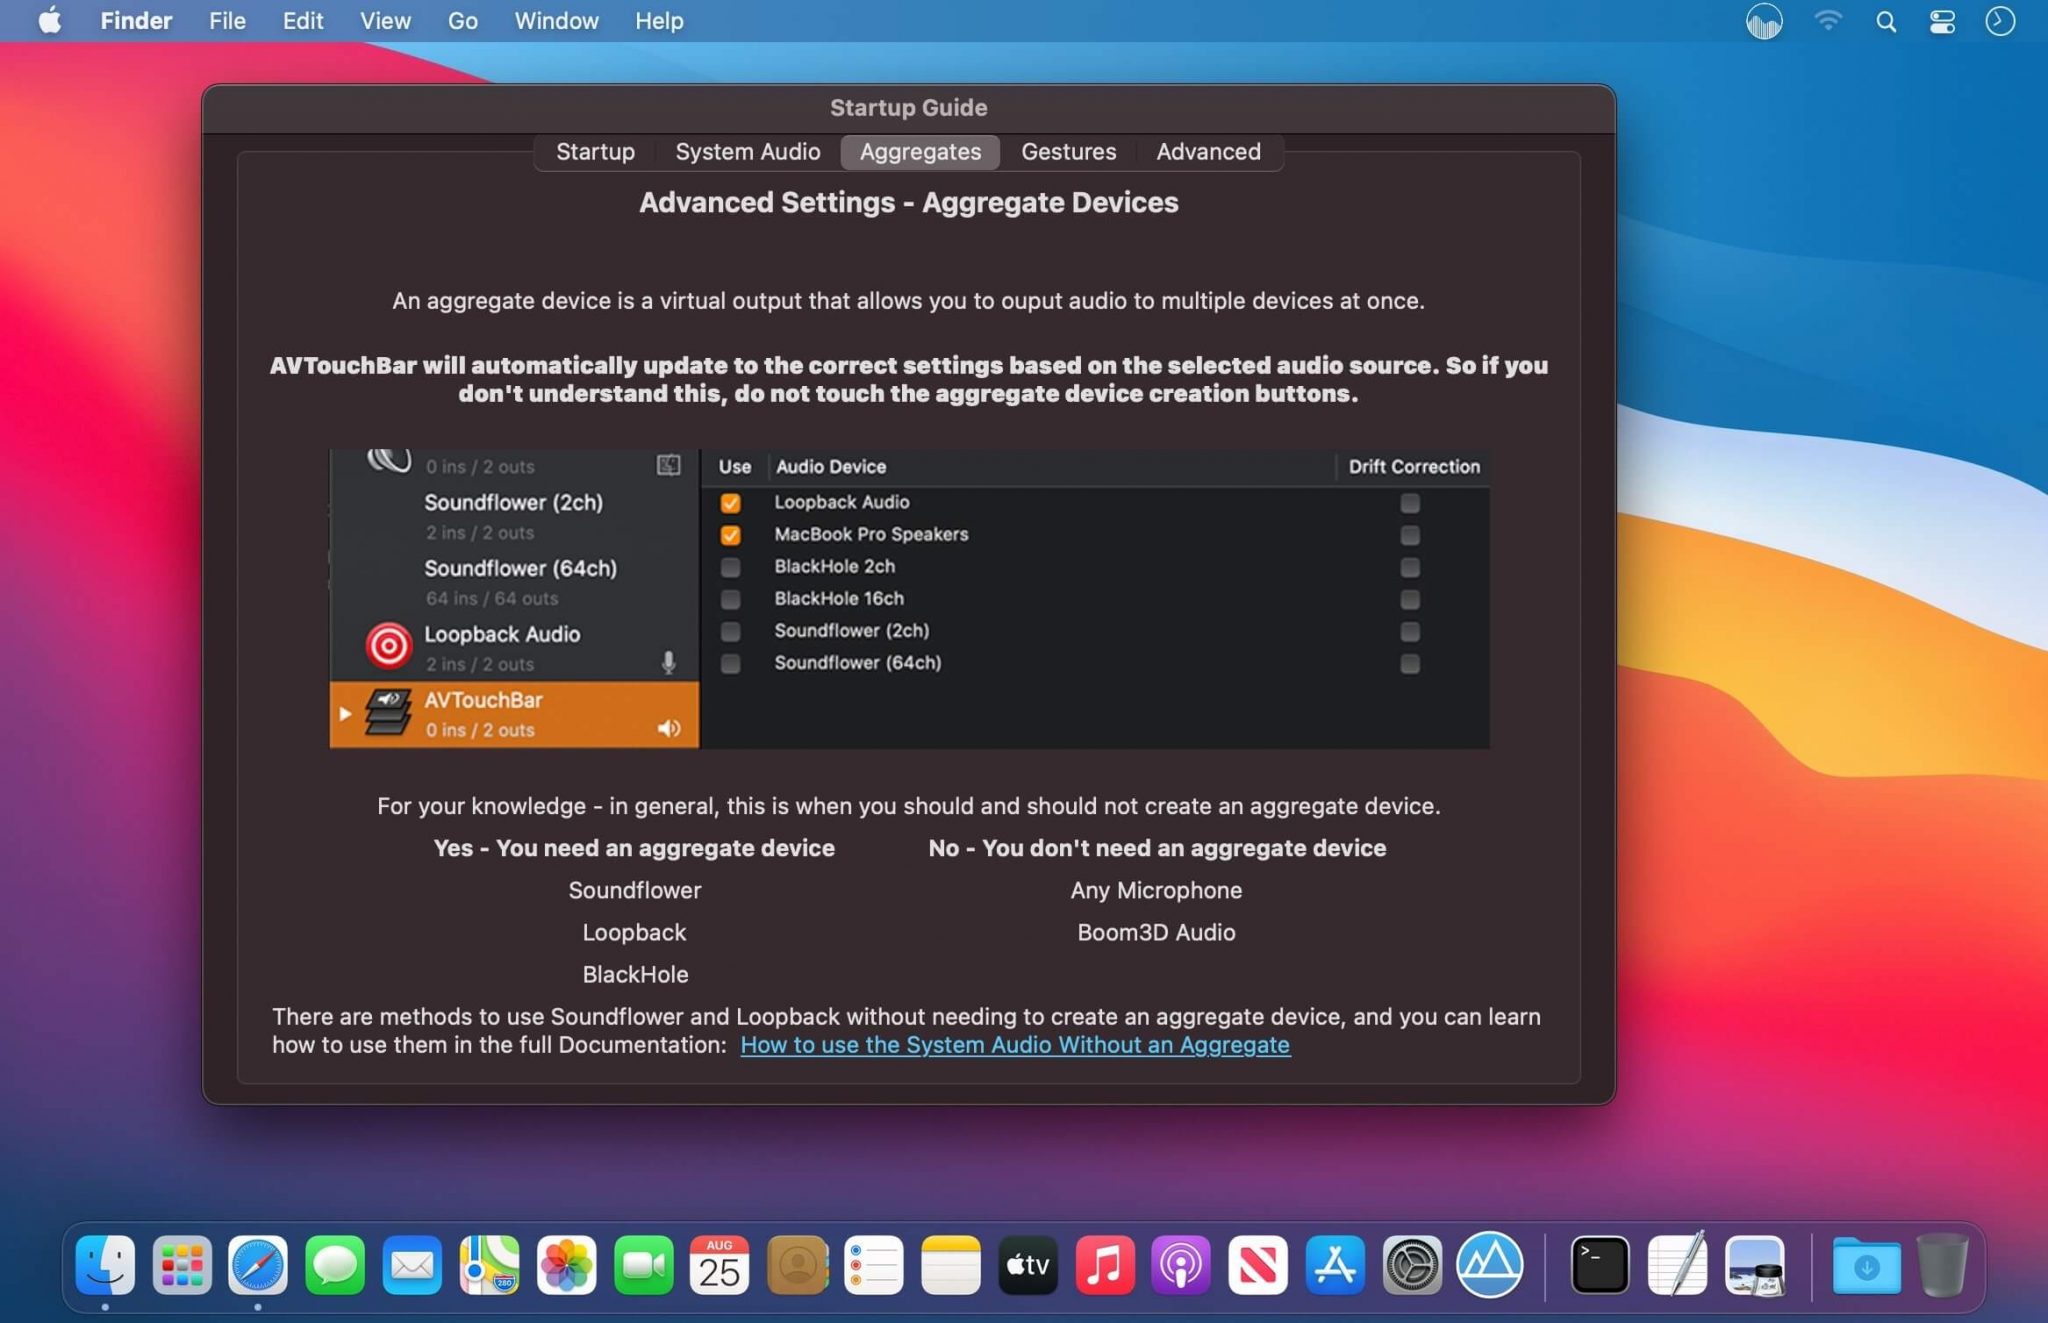 Finder File Edit View Go Window Help
Startup Guide
Startup System Audio Aggregates Gestures Advanced
Advanced Settings - Aggregate Devices
An aggregate device is a virtual output that allows you to ouput audio to multiple devices at once.
AVTouchBar will automatically update to the correct settings based on the selected audio source. So if you
don't understand this, do not touch the aggregate device creation buttons.
0 ins / 2 outs
Soundflower (2ch)
2 ins / 2 outs
Soundflower (64ch)
64 ins / 64 outs
Loopback Audio
2 ins / 2 outs
AVTouchBar
0 ins / 2 outs
Use Audio Device Drift Correction
Loopback Audio
MacBook Pro Speakers
BlackHole 2ch
BlackHole 16ch
Soundflower (2ch)
Soundflower (64ch)
For your knowledge - in general, this is when you should and should not create an aggregate device.
Yes - You need an aggregate device
Soundflower
Loopback
BlackHole
No - You don't need an aggregate device
Any Microphone
Boom3D Audio
There are methods to use Soundflower and Loopback without needing to create an aggregate device, and you can learn
how to use them in the full Documentation: How to use the System Audio Without an Aggregate
280
AUG
25
tv
>_